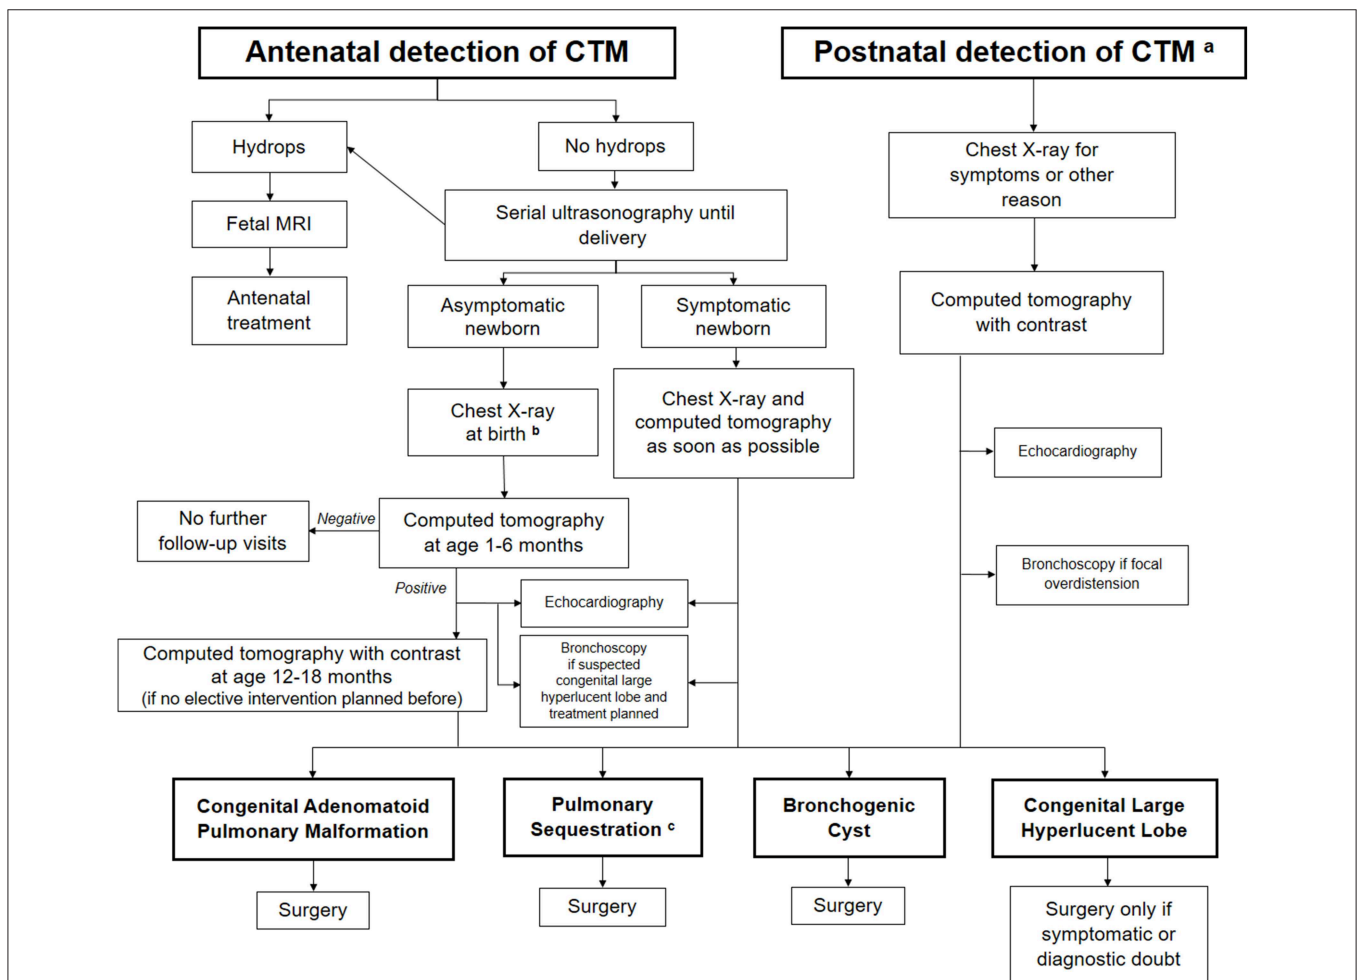 Antenatal detection of CTM
Postnatal detection of CTM a
Hydrops
No hydrops
Chest X-ray for
symptoms or other
reason
Fetal MRI
Serial ultrasonography until
delivery
Antenatal
treatment
Asymptomatic
newborn
Symptomatic
newborn
Computed tomography
with contrast
Chest X-ray
at birth b
Chest X-ray and
computed tomography
as soon as possible
Echocardiography
No further
follow-up visits
Negative
Computed tomography
at age 1-6 months
Bronchoscopy if focal
overdistension
Positive
Echocardiography
Computed tomography with contrast
at age 12-18 months
(if no elective intervention planned before)
Bronchoscopy
if suspected
congenital large
hyperlucent lobe and
treatment planned
Congenital Adenomatoid
Pulmonary Malformation
Pulmonary
Sequestration c
Bronchogenic
Cyst
Congenital Large
Hyperlucent Lobe
Surgery
Surgery
Surgery
Surgery only if
symptomatic or
diagnostic doubt